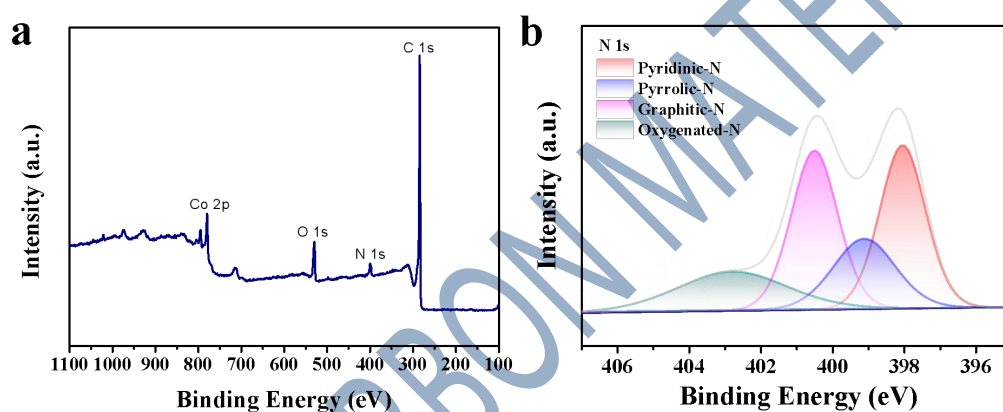 a
C 1s
Co 2p
O 1s
N 1s
Intensity (a.u.)
1100 1000 900 800 700 600 500 400 300 200 100
Binding Energy (eV)
b
N 1s
Pyridinic-N
Pyrrolic-N
Graphitic-N
Oxygenated-N
Intensity (a.u.)
406 404 402 400 398 396
Binding Energy (eV)